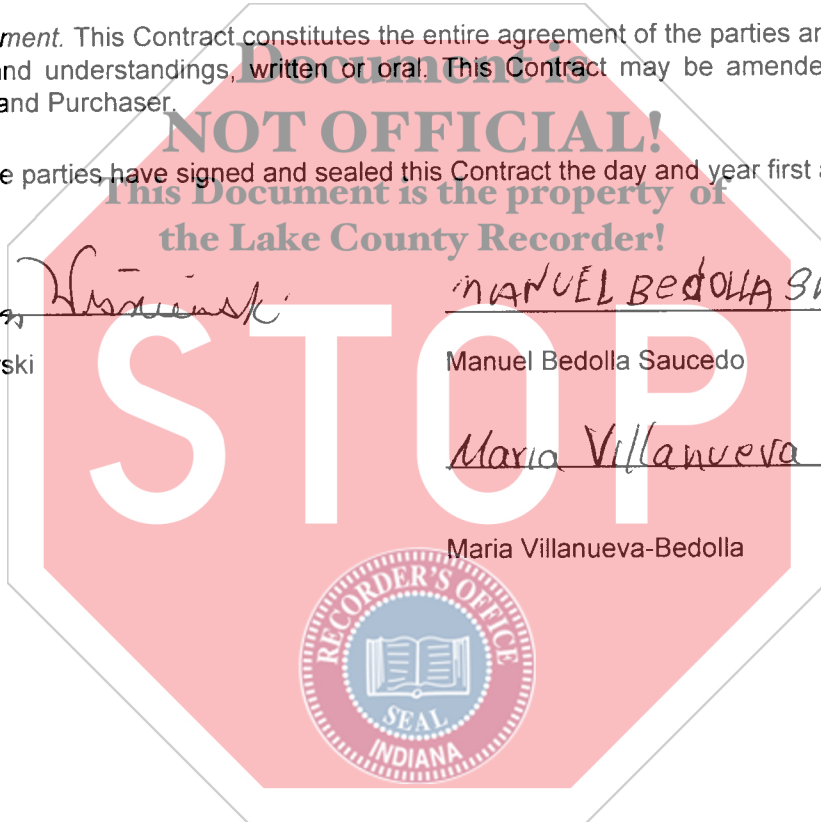 ment. This Contract constitutes the entire agreement of the parties an
nd understandings, written or oral. This Contract may be amende
and Purchaser.
Document is
NOT OFFICIAL!
e parties have signed and sealed this Contract the day and year first a
This Document is the property of
the Lake County Recorder!
MANUEL BEdOLLA
ski
Manuel Bedolla Saucedo
STOP
Maria Villanueva
Maria Villanueva-Bedolla
RECORDER'S OFFICE
SEAL
INDIANA